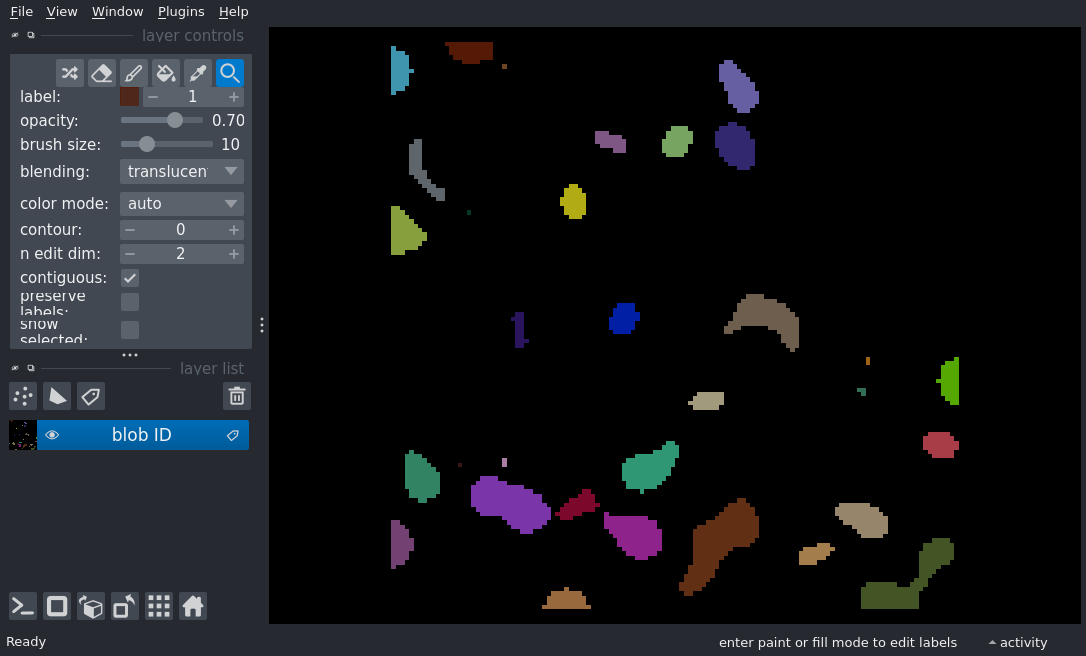 File View Window Plugins Help
layer controls
label: 1
opacity: 0.70
brush size: 10
blending: translucen
color mode: auto
contour: 0
n edit dim: 2
contiguous:
preserve
labels:
show
selected:
layer list
blob ID
Ready
enter paint or fill mode to edit labels
activity